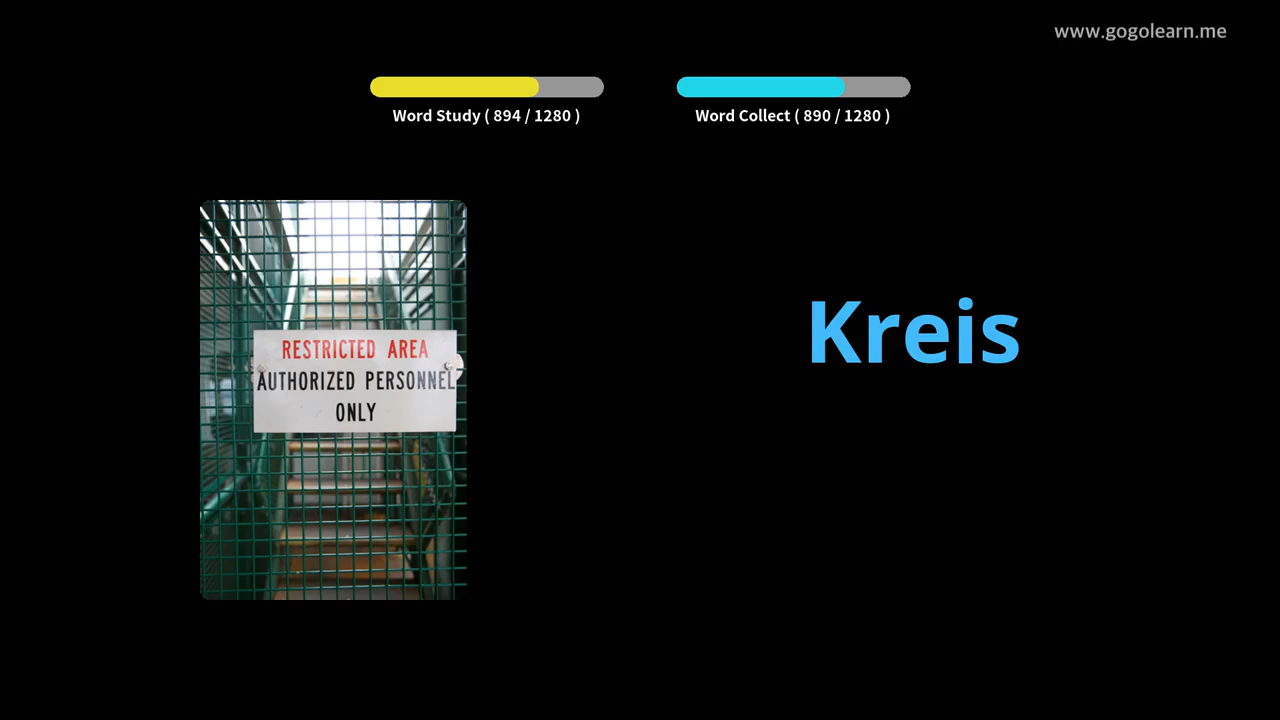 www.gogolearn.me
Word Study ( 894 / 1280 )
Word Collect ( 890 / 1280 )
RESTRICTED AREA
AUTHORIZED PERSONNEL
ONLY
Kreis